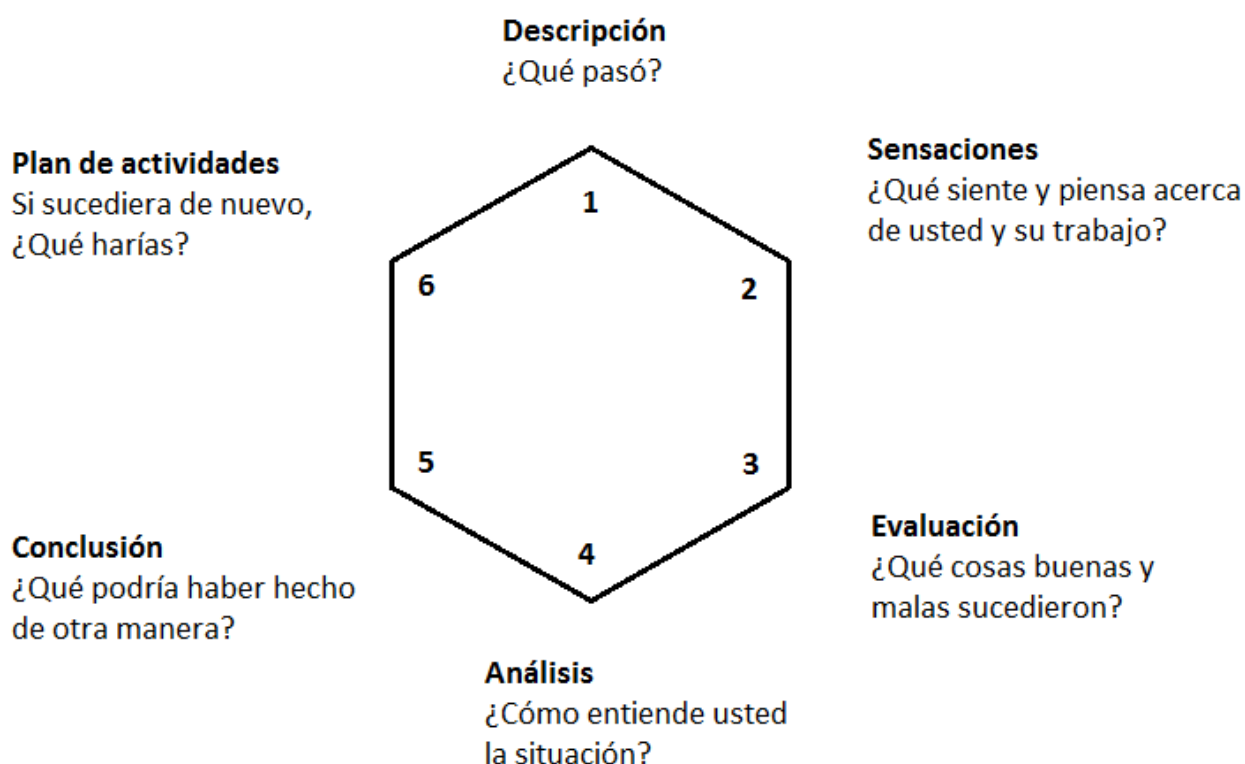 Descripción
¿Qué pasó?
Sensaciones
¿Qué siente y piensa acerca
de usted y su trabajo?
Evaluación
¿Qué cosas buenas y
malas sucedieron?
Análisis
¿Cómo entiende usted
la situación?
Conclusión
¿Qué podría haber hecho
de otra manera?
Plan de actividades
Si sucediera de nuevo,
¿Qué harías?
1
2
3
4
5
6